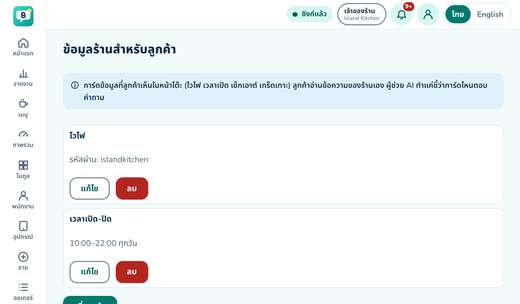 B
ซิงก์แล้ว
เจ้าของร้าน
Island Kitchen
9+
ไทย
English
หน้าแรก
รายงาน
เมนู
ภาพรวม
โมดูล
พนักงาน
อุปกรณ์
ขาย
ออเดอร์
ข้อมูลร้านสำหรับลูกค้า
การ์ดข้อมูลที่ลูกค้าเห็นในหน้าโต๊ะ (ไวไฟ เวลาเปิด เช็กเอาต์ เกร็ดเกาะ) ลูกค้าอ่านข้อความของร้านเอง ผู้ช่วย AI ทำแค่ชี้ว่าการ์ดไหนตอบ
คำถาม
ไวไฟ
รหัสผ่าน: islandkitchen
แก้ไข
ลบ
เวลาเปิด-ปิด
10:00–22:00 ทุกวัน
แก้ไข
ลบ